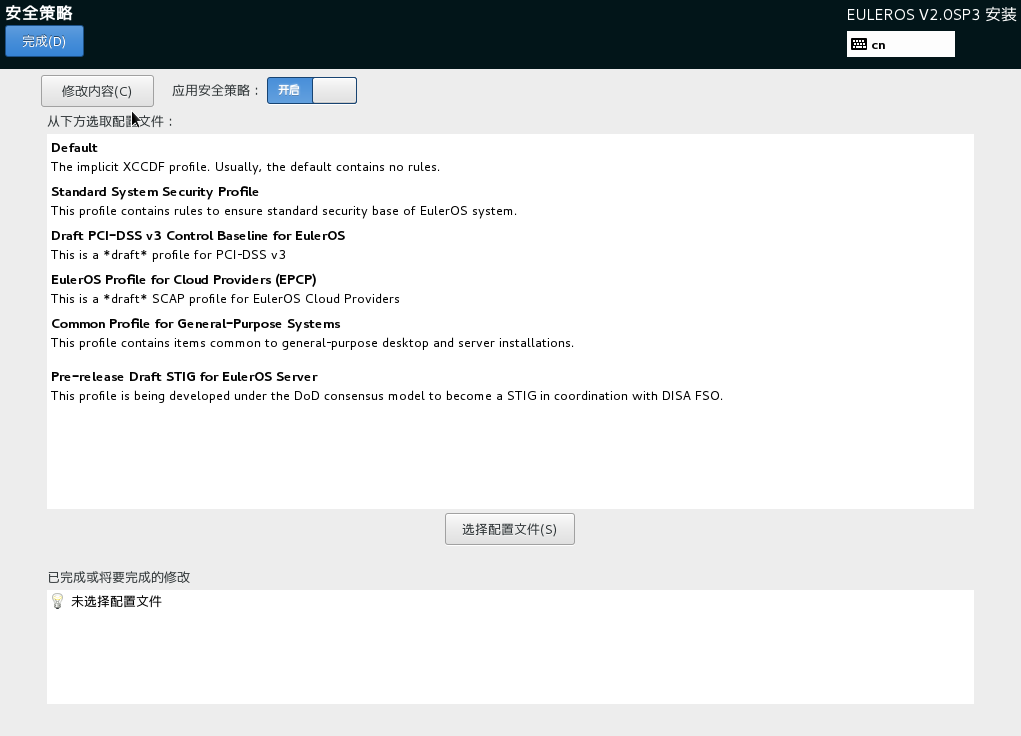 安全策略
EULEROS V2.0SP3 安装
完成(D)
cn
修改内容(C)
应用安全策略：
开启
从下方选取配置文件：
Default
The implicit XCCDF profile. Usually, the default contains no rules.
Standard System Security Profile
This profile contains rules to ensure standard security base of EulerOS system.
Draft PCI-DSS v3 Control Baseline for EulerOS
This is a *draft* profile for PCI-DSS v3
EulerOS Profile for Cloud Providers (EPCP)
This is a *draft* SCAP profile for EulerOS Cloud Providers
Common Profile for General-Purpose Systems
This profile contains items common to general-purpose desktop and server installations.
Pre-release Draft STIG for EulerOS Server
This profile is being developed under the DoD consensus model to become a STIG in coordination with DISA FSO.
选择配置文件(S)
已完成或将要完成的修改
未选择配置文件